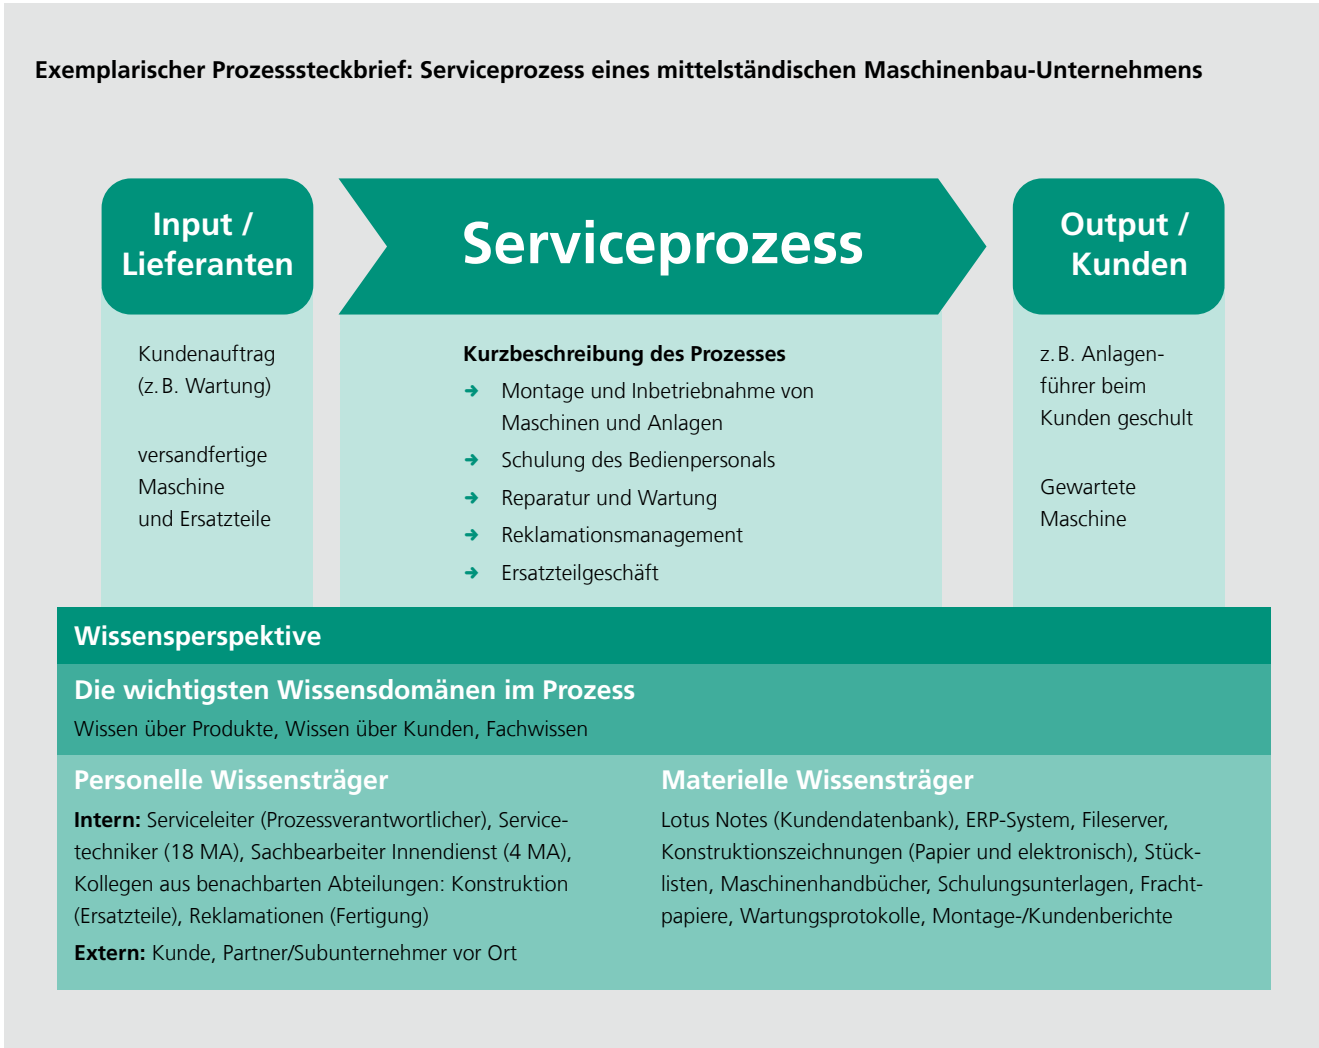 Exemplarischer Prozesssteckbrief: Serviceprozess eines mittelständischen Maschinenbau-Unternehmens
Input /
Lieferanten
Kundenauftrag
(z. B. Wartung)
versandfertige
Maschine
und Ersatzteile
Serviceprozess
Kurzbeschreibung des Prozesses
➔ Montage und Inbetriebnahme von
Maschinen und Anlagen
➔ Schulung des Bedienpersonals
➔ Reparatur und Wartung
➔ Reklamationsmanagement
➔ Ersatzteilgeschäft
Output /
Kunden
z. B. Anlagen-
führer beim
Kunden geschult
Gewartete
Maschine
Wissensperspektive
Die wichtigsten Wissensdomänen im Prozess
Wissen über Produkte, Wissen über Kunden, Fachwissen
Personelle Wissensträger
Intern: Serviceleiter (Prozessverantwortlicher), Service-
techniker (18 MA), Sachbearbeiter Innendienst (4 MA),
Kollegen aus benachbarten Abteilungen: Konstruktion
(Ersatzteile), Reklamationen (Fertigung)
Extern: Kunde, Partner/Subunternehmer vor Ort
Materielle Wissensträger
Lotus Notes (Kundendatenbank), ERP-System, Fileserver,
Konstruktionszeichnungen (Papier und elektronisch), Stück-
listen, Maschinenhandbücher, Schulungsunterlagen, Fracht-
papiere, Wartungsprotokolle, Montage-/Kundenberichte